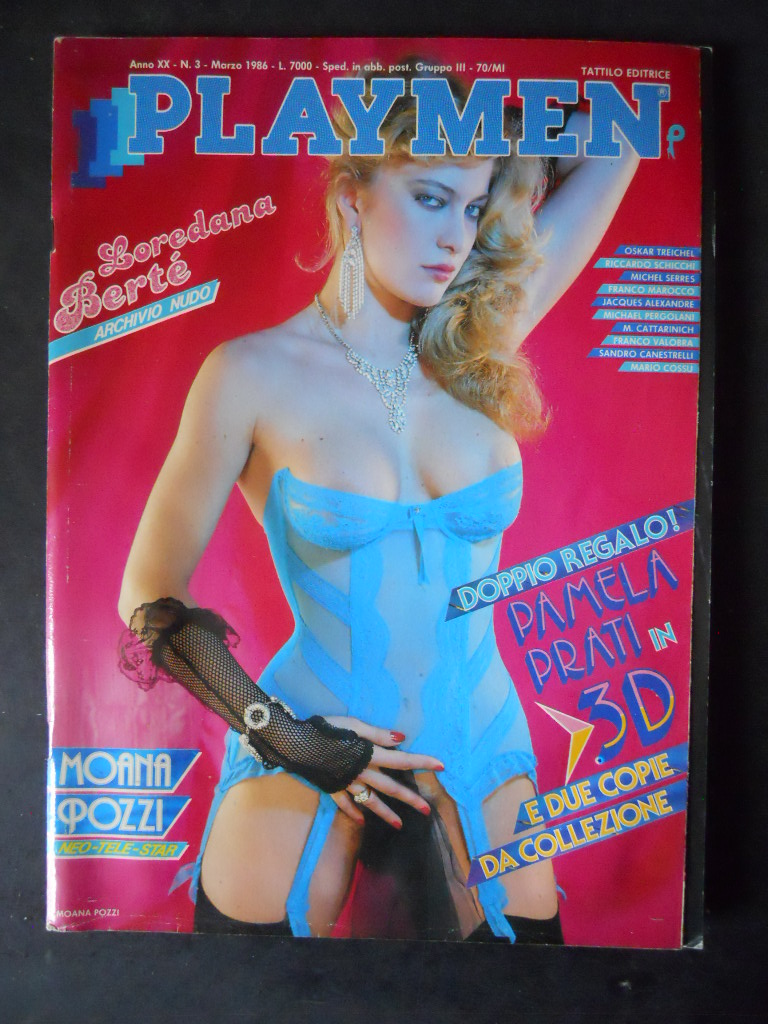 Anno XX - N. 3 - Marzo 1986 - L. 7000 - Sped. in abb. post. Gruppo III - 70/MI
TATTILO EDITRICE
PLAYMEN®
Loredana
Berté
ARCHIVIO NUDO
OSKAR TREICHEL
RICCARDO SCHICCHI
MICHEL SERRES
FRANCO MAROCCO
JACQUES ALEXANDRE
MICHAEL PERGOLANI
M. CATTARINICH
FRANCO VALOBRA
SANDRO CANESTRELLI
MARIO COSSU
DOPPIO REGALO!
PAMELA
PRATI IN
3D
E DUE COPIE
DA COLLEZIONE
MOANA
POZZI
NEO-TELE-STAR
MOANA POZZI